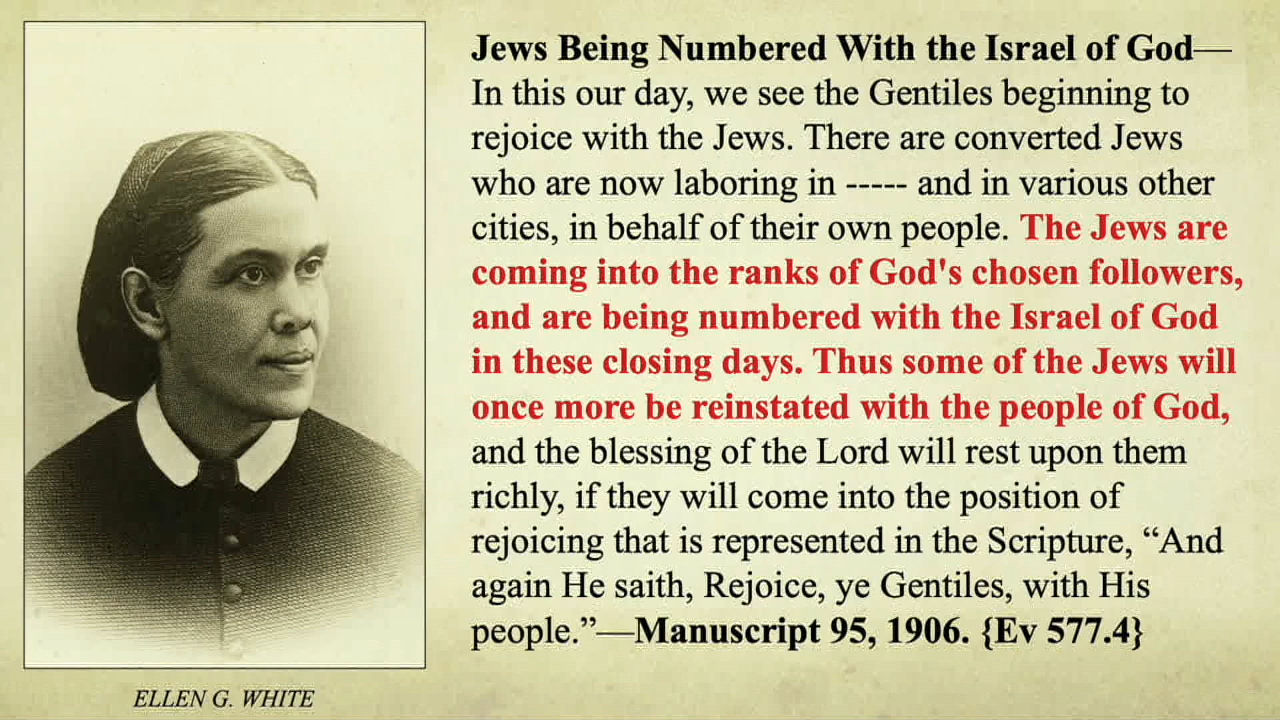 Jews Being Numbered With the Israel of God—
In this our day, we see the Gentiles beginning to
rejoice with the Jews. There are converted Jews
who are now laboring in ----- and in various other
cities, in behalf of their own people. The Jews are
coming into the ranks of God's chosen followers,
and are being numbered with the Israel of God
in these closing days. Thus some of the Jews will
once more be reinstated with the people of God,
and the blessing of the Lord will rest upon them
richly, if they will come into the position of
rejoicing that is represented in the Scripture, “And
again He saith, Rejoice, ye Gentiles, with His
people.”—Manuscript 95, 1906. {Ev 577.4}
ELLEN G. WHITE